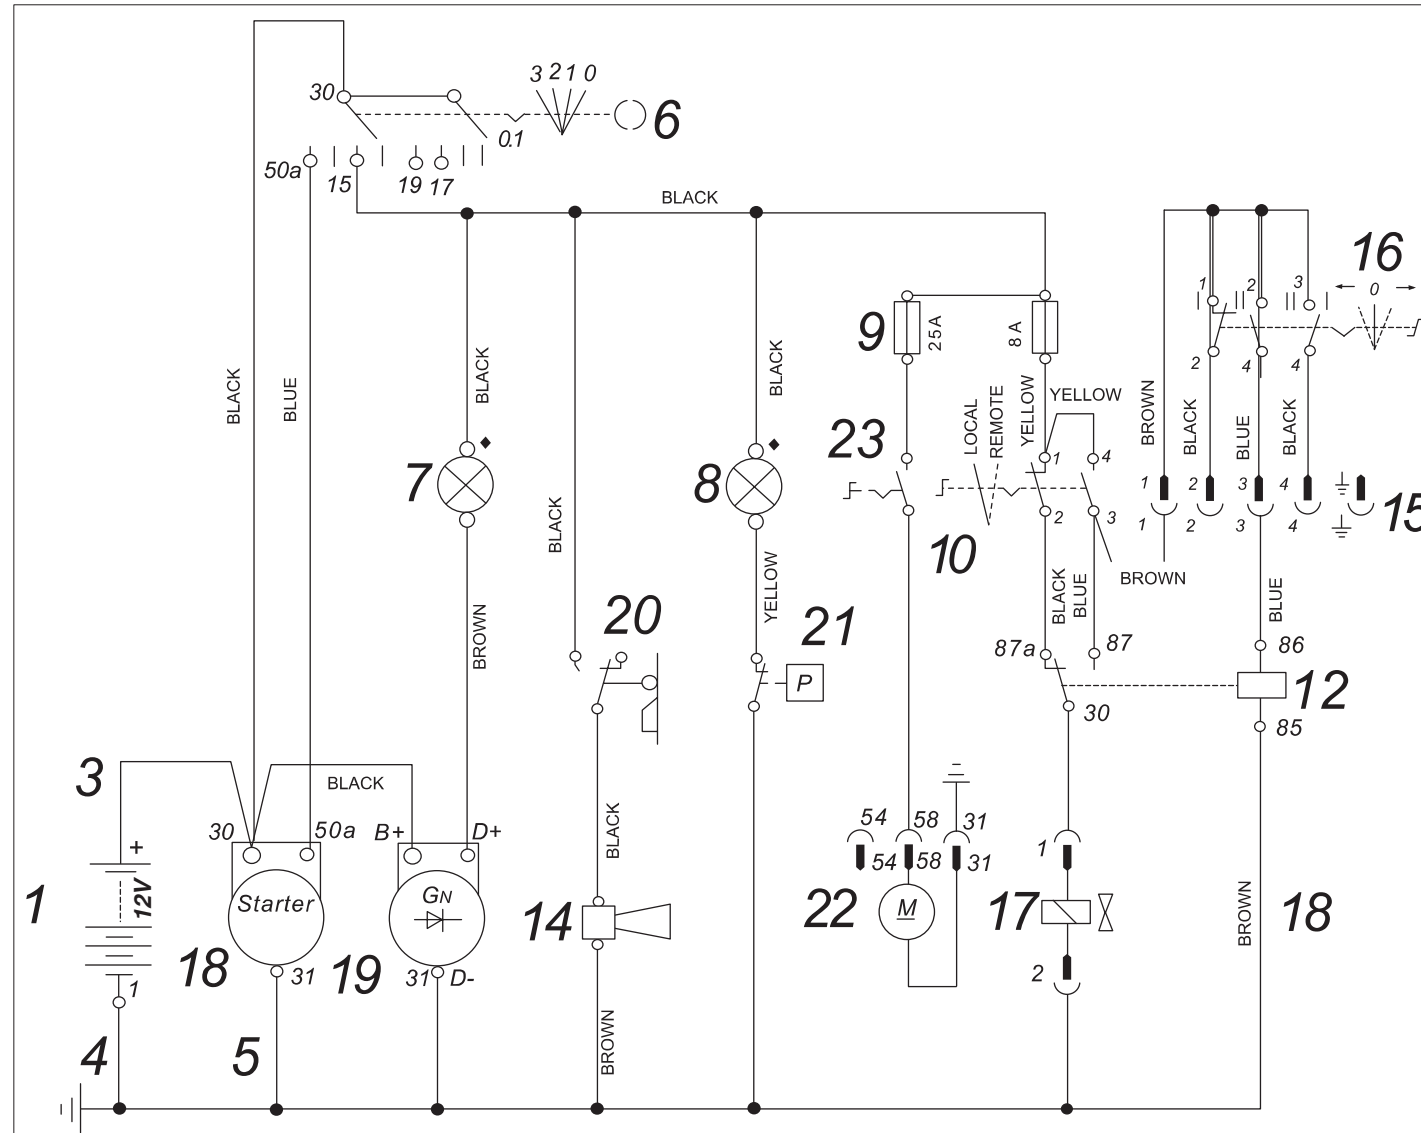 3 2 1 0
30
6
0.1
50a
15
19 17
BLACK
BLACK
BLUE
BLACK
BLACK
BLACK
7
8
9
25A
8A
16
1
2
3
0
2
4
4
YELLOW
YELLOW
BROWN
BLACK
BLUE
BLACK
LOCAL
REMOTE
23
1
4
2
3
10
BROWN
1
2
3
4
1
2
3
4
15
BLACK
BLUE
BLUE
BROWN
YELLOW
20
21
P
87a
87
86
30
12
85
3
BLACK
30
50a
B+
D+
+
12V
1
Starter
GN
18
31
19
31 D-
1
4
5
BLACK
14
BROWN
54
58
31
54
58
31
22
M
1
17
2
BROWN
18